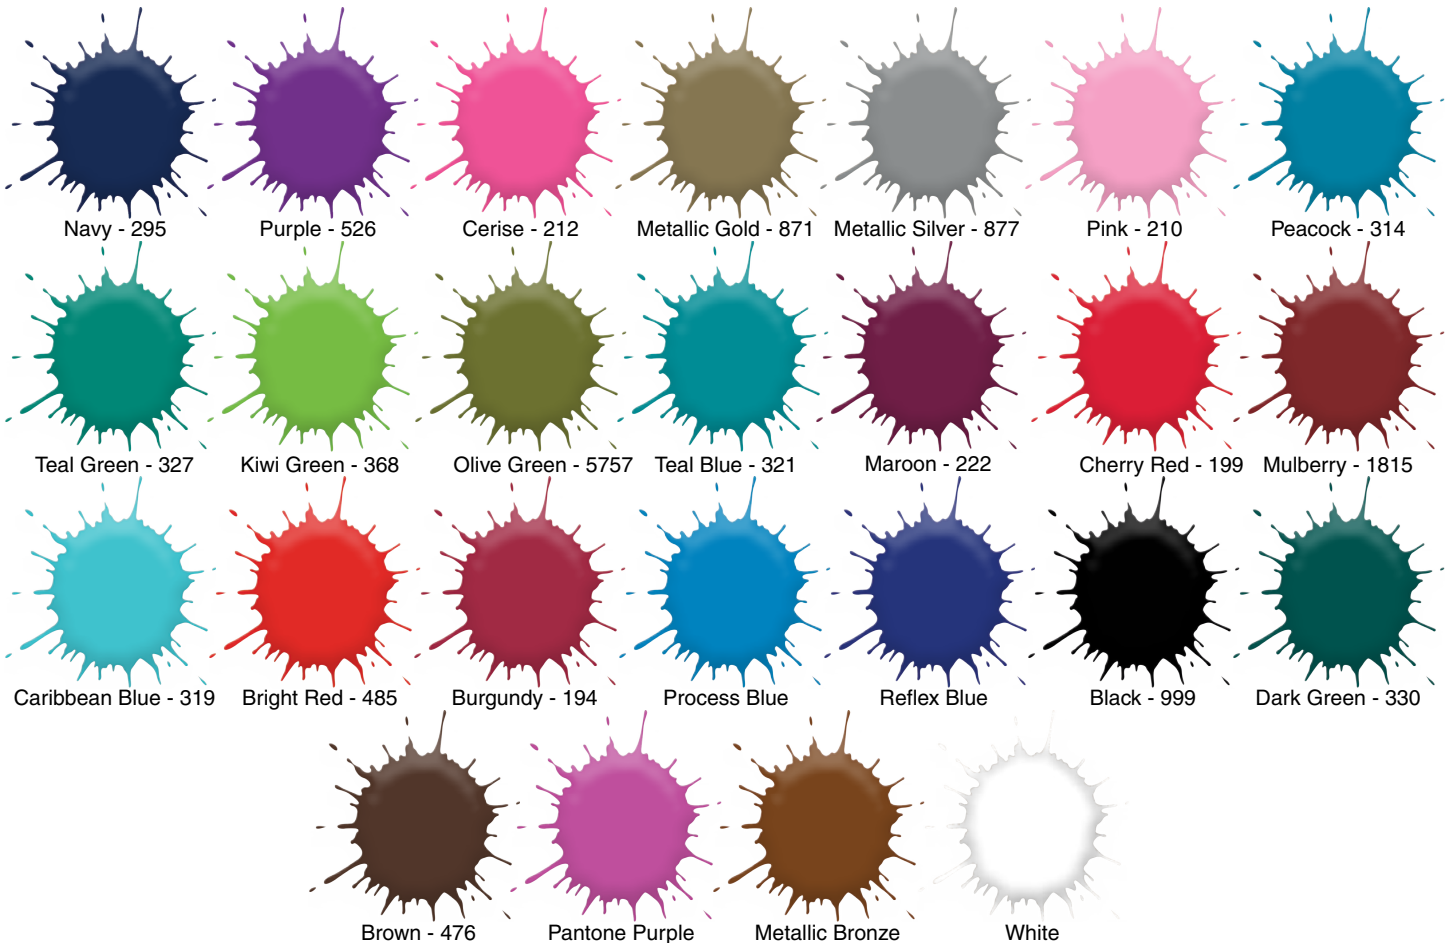 Navy - 295
Purple - 526
Cerise - 212
Metallic Gold - 871
Metallic Silver - 877
Pink - 210
Peacock - 314
Teal Green - 327
Kiwi Green - 368
Olive Green - 5757
Teal Blue - 321
Maroon - 222
Cherry Red - 199
Mulberry - 1815
Caribbean Blue - 319
Bright Red - 485
Burgundy - 194
Process Blue
Reflex Blue
Black - 999
Dark Green - 330
Brown - 476
Pantone Purple
Metallic Bronze
White